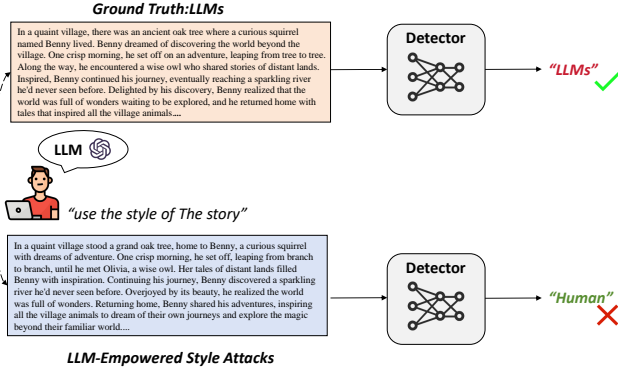 Ground Truth:LLMs
In a quaint village, there was an ancient oak tree where a curious squirrel
named Benny lived. Benny dreamed of discovering the world beyond the
village. One crisp morning, he set off on an adventure, leaping from tree to tree.
Along the way, he encountered a wise owl who shared stories of distant lands.
Inspired, Benny continued his journey, eventually reaching a sparkling river
he'd never seen before. Delighted by his discovery, Benny realized that the
world was full of wonders waiting to be explored, and he returned home with
tales that inspired all the village animals....
Detector
“LLMs”
LLM
“use the style of The story”
In a quaint village stood a grand oak tree, home to Benny, a curious squirrel
with dreams of adventure. One crisp morning, he set off, leaping from branch
to branch, until he met Olivia, a wise owl. Her tales of distant lands filled
Benny with inspiration. Continuing his journey, Benny discovered a sparkling
river he'd never seen before. Overjoyed by its beauty, he realized the world
was full of wonders. Returning home, Benny shared his adventures, inspiring
all the village animals to dream of their own journeys and explore the magic
beyond their familiar world....
Detector
“Human”
LLM-Empowered Style Attacks